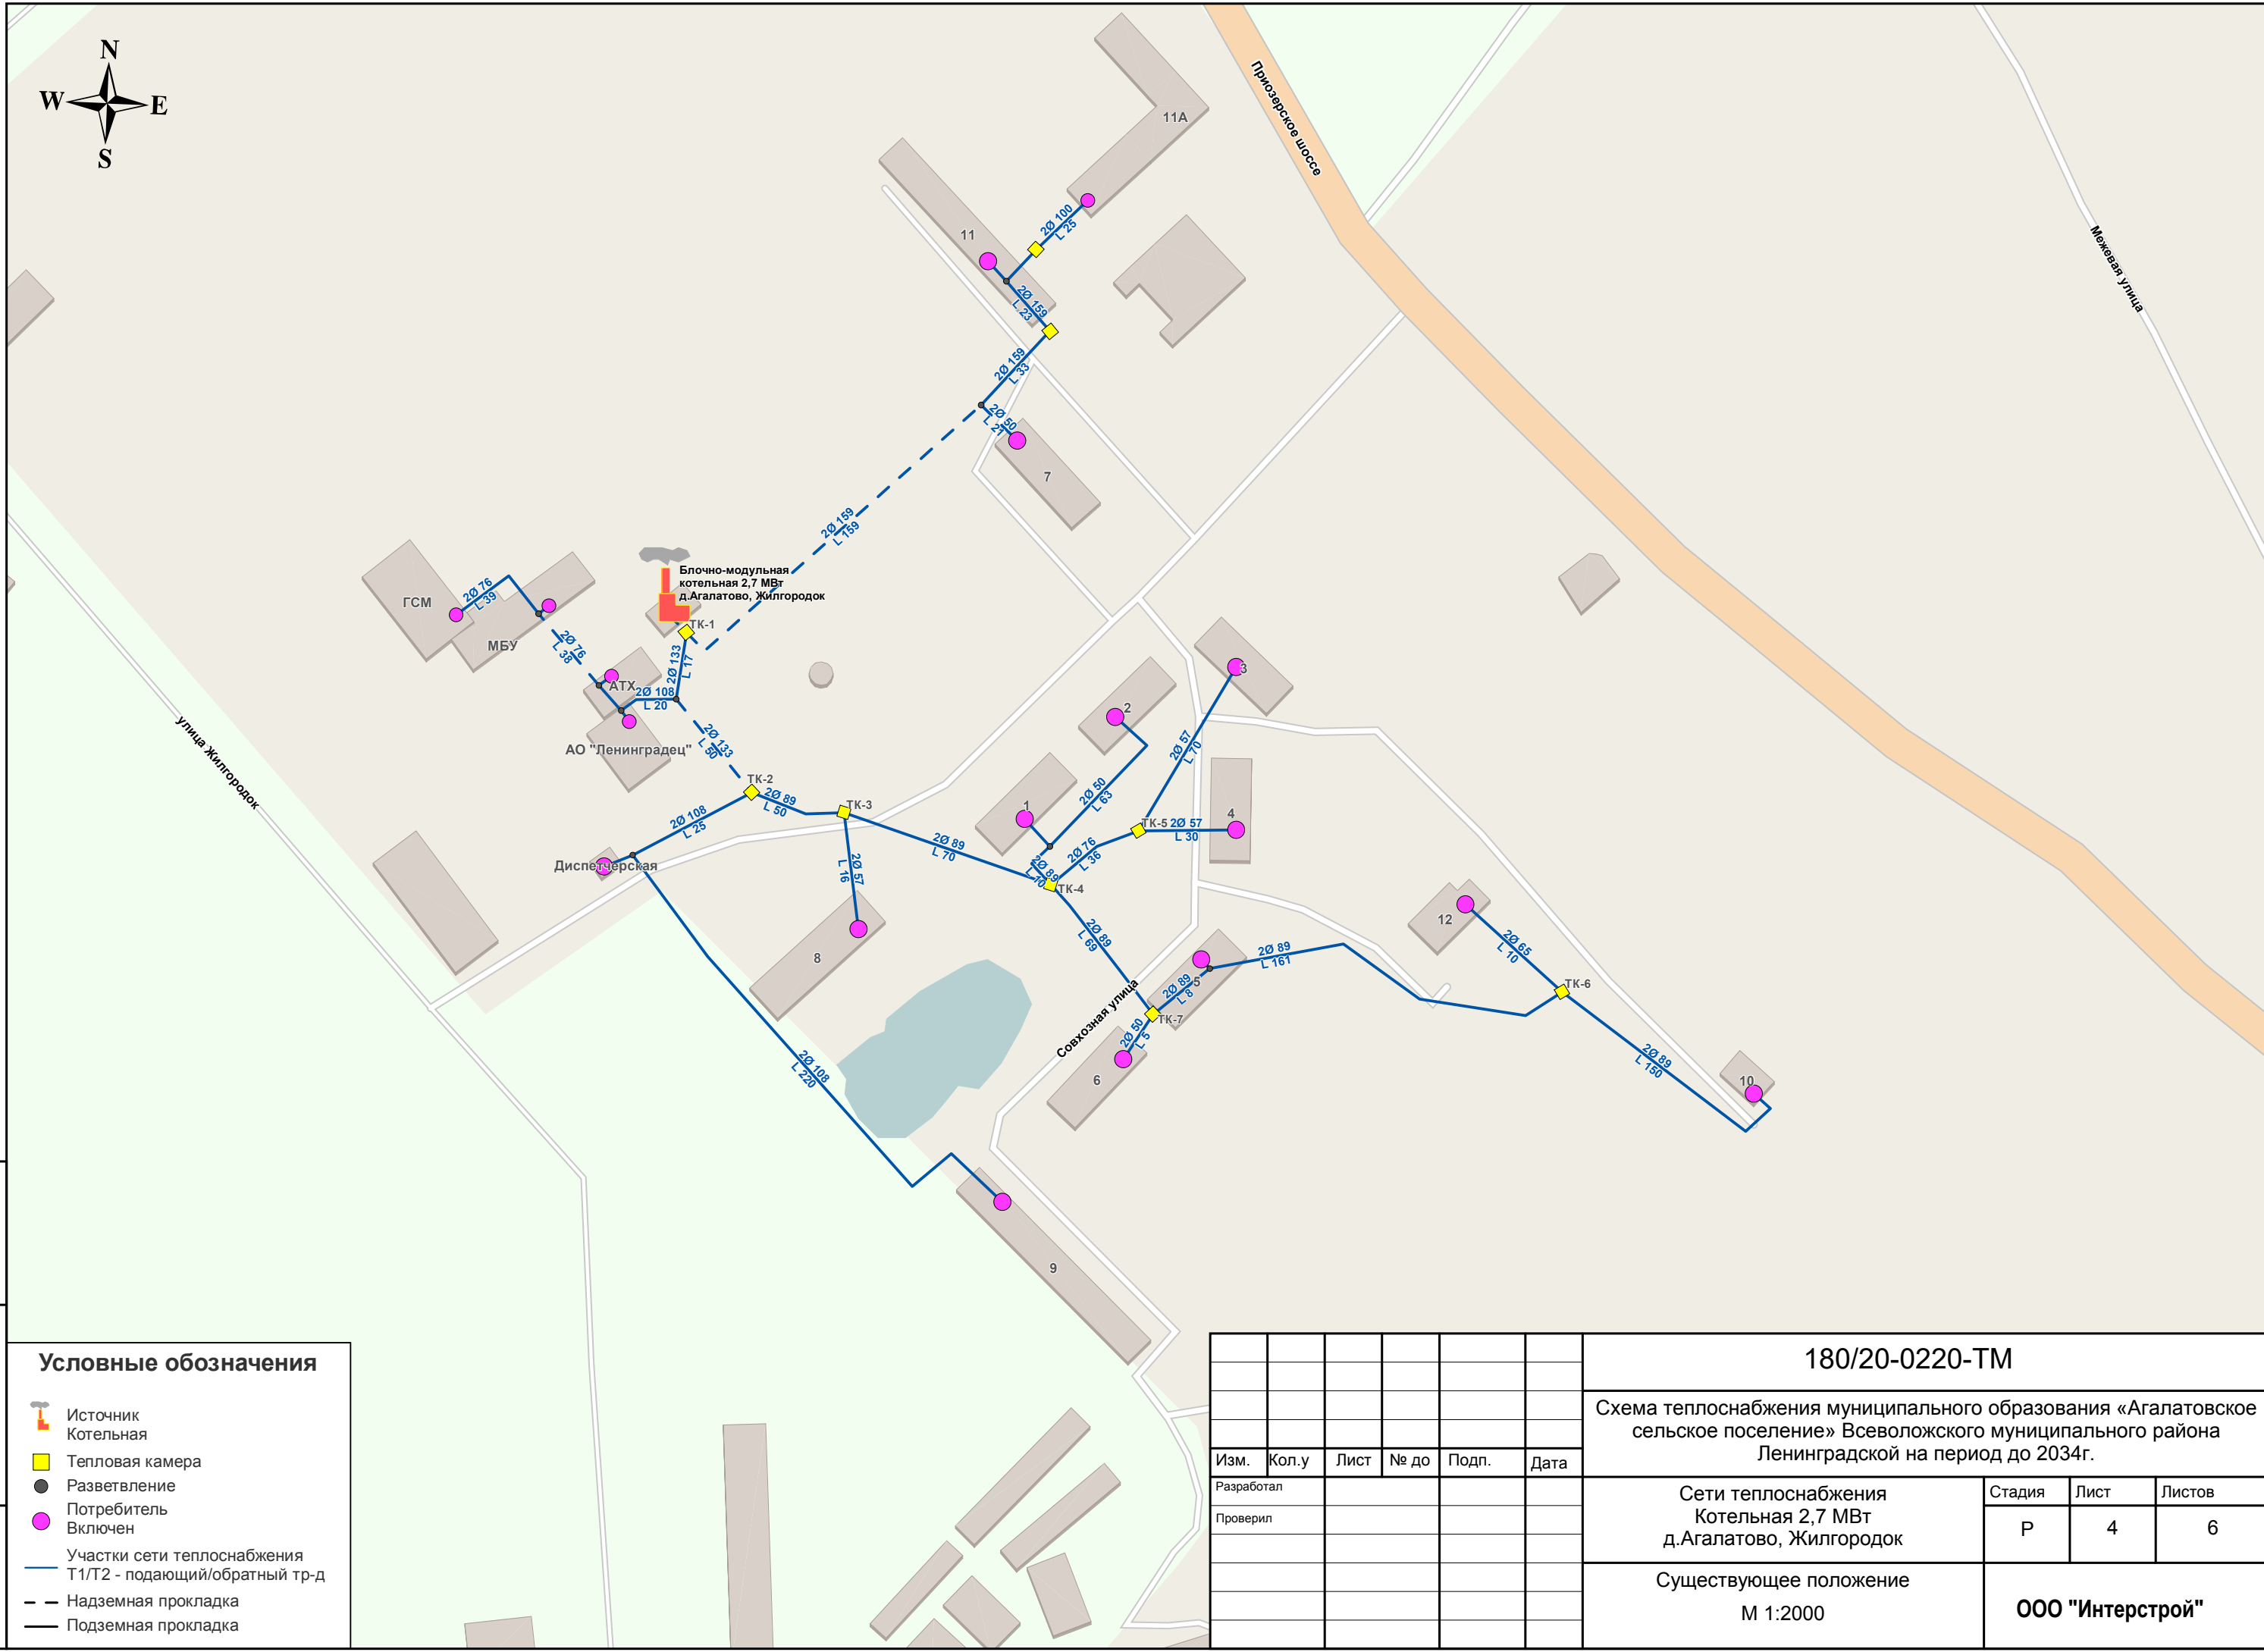 N
W
E
S
Приозерское шоссе
Межевая улица
11А
11
2Ø 100
L 25
2Ø 159
L 23
2Ø 159
L 33
2Ø 50
L 21
7
2Ø 159
L 159
Блочно-модульная
котельная 2,7 МВт
д.Агалатово, Жилгородок
ТК-1
ГСМ
2Ø 76
L 39
МБУ
2Ø 76
L 38
АТХ
2Ø 133
L 17
2Ø 108
L 20
АО "Ленинградец"
2Ø 133
L 50
улица Жилгородок
ТК-2
2Ø 89
L 50
ТК-3
2Ø 108
L 25
Диспетчерская
2Ø 57
L 16
2Ø 89
L 70
8
1
2
3
4
2Ø 50
L 63
2Ø 57
L 70
ТК-5
2Ø 57
L 30
2Ø 76
L 36
2Ø 89
L 10
ТК-4
2Ø 89
L 69
5
2Ø 89
L 8
ТК-7
2Ø 50
L 5
6
Совхозная улица
2Ø 89
L 161
12
2Ø 65
L 10
ТК-6
2Ø 89
L 150
10
2Ø 108
L 220
9
Условные обозначения
Источник
Котельная
Тепловая камера
Разветвление
Потребитель
Включен
Участки сети теплоснабжения
Т1/Т2 - подающий/обратный тр-д
Надземная прокладка
Подземная прокладка
180/20-0220-ТМ
Схема теплоснабжения муниципального образования «Агалатовское
сельское поселение» Всеволожского муниципального района
Ленинградской на период до 2034г.
Изм. Кол.у Лист № до Подп. Дата
Разработал
Проверил
Сети теплоснабжения
Котельная 2,7 МВт
д.Агалатово, Жилгородок
Стадия Лист Листов
Р 4 6
Существующее положение
М 1:2000
ООО "Интерстрой"